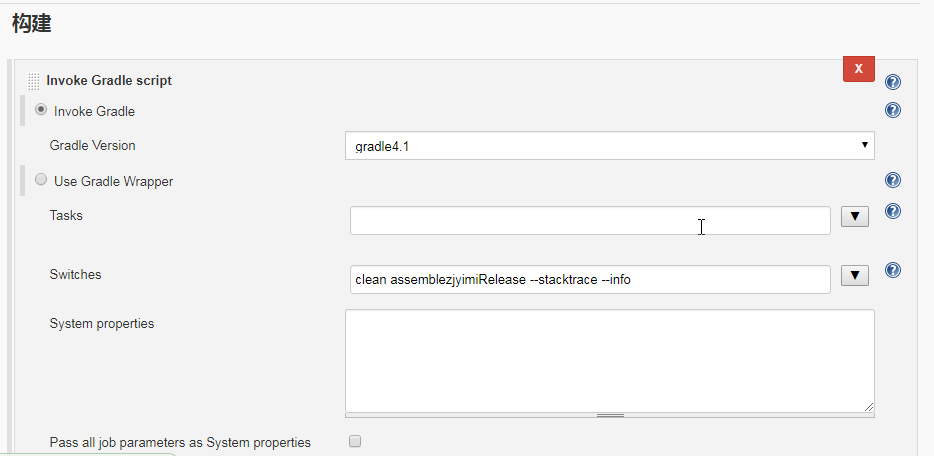 构建
Invoke Gradle script
X
Invoke Gradle
Gradle Version
gradle4.1
Use Gradle Wrapper
Tasks
Switches
clean assemblezjyimiRelease --stacktrace --info
System properties
Pass all job parameters as System properties